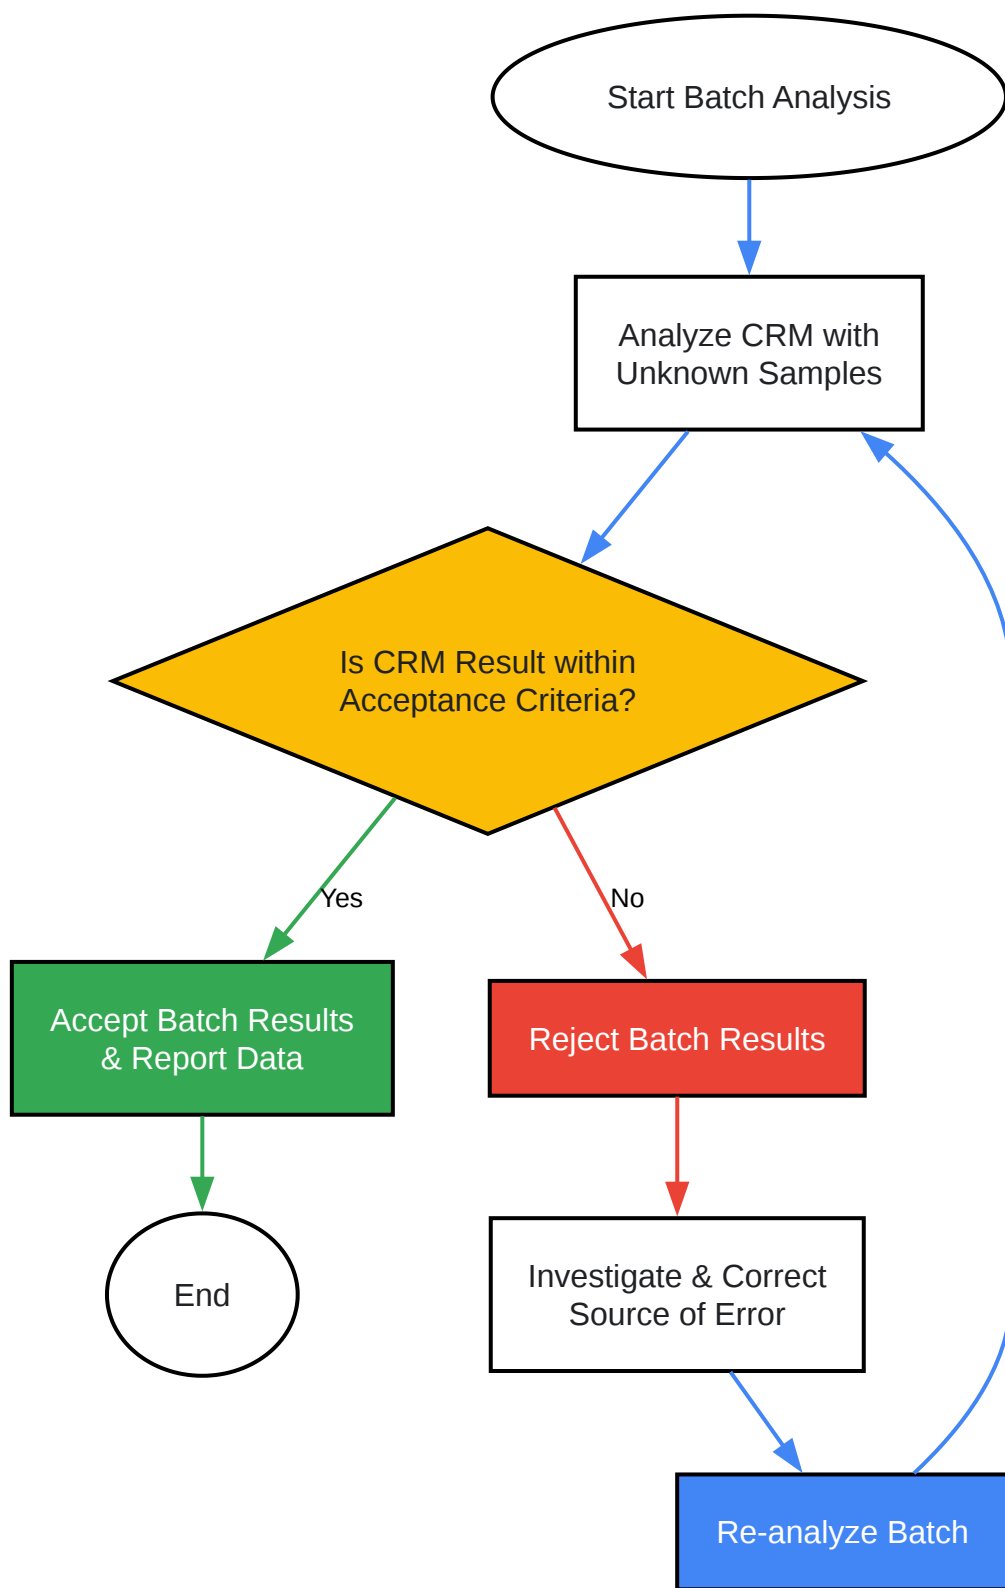 Start Batch Analysis
Analyze CRM with
Unknown Samples
Is CRM Result within
Acceptance Criteria?
Yes
No
Accept Batch Results
& Report Data
Reject Batch Results
End
Investigate & Correct
Source of Error
Re-analyze Batch